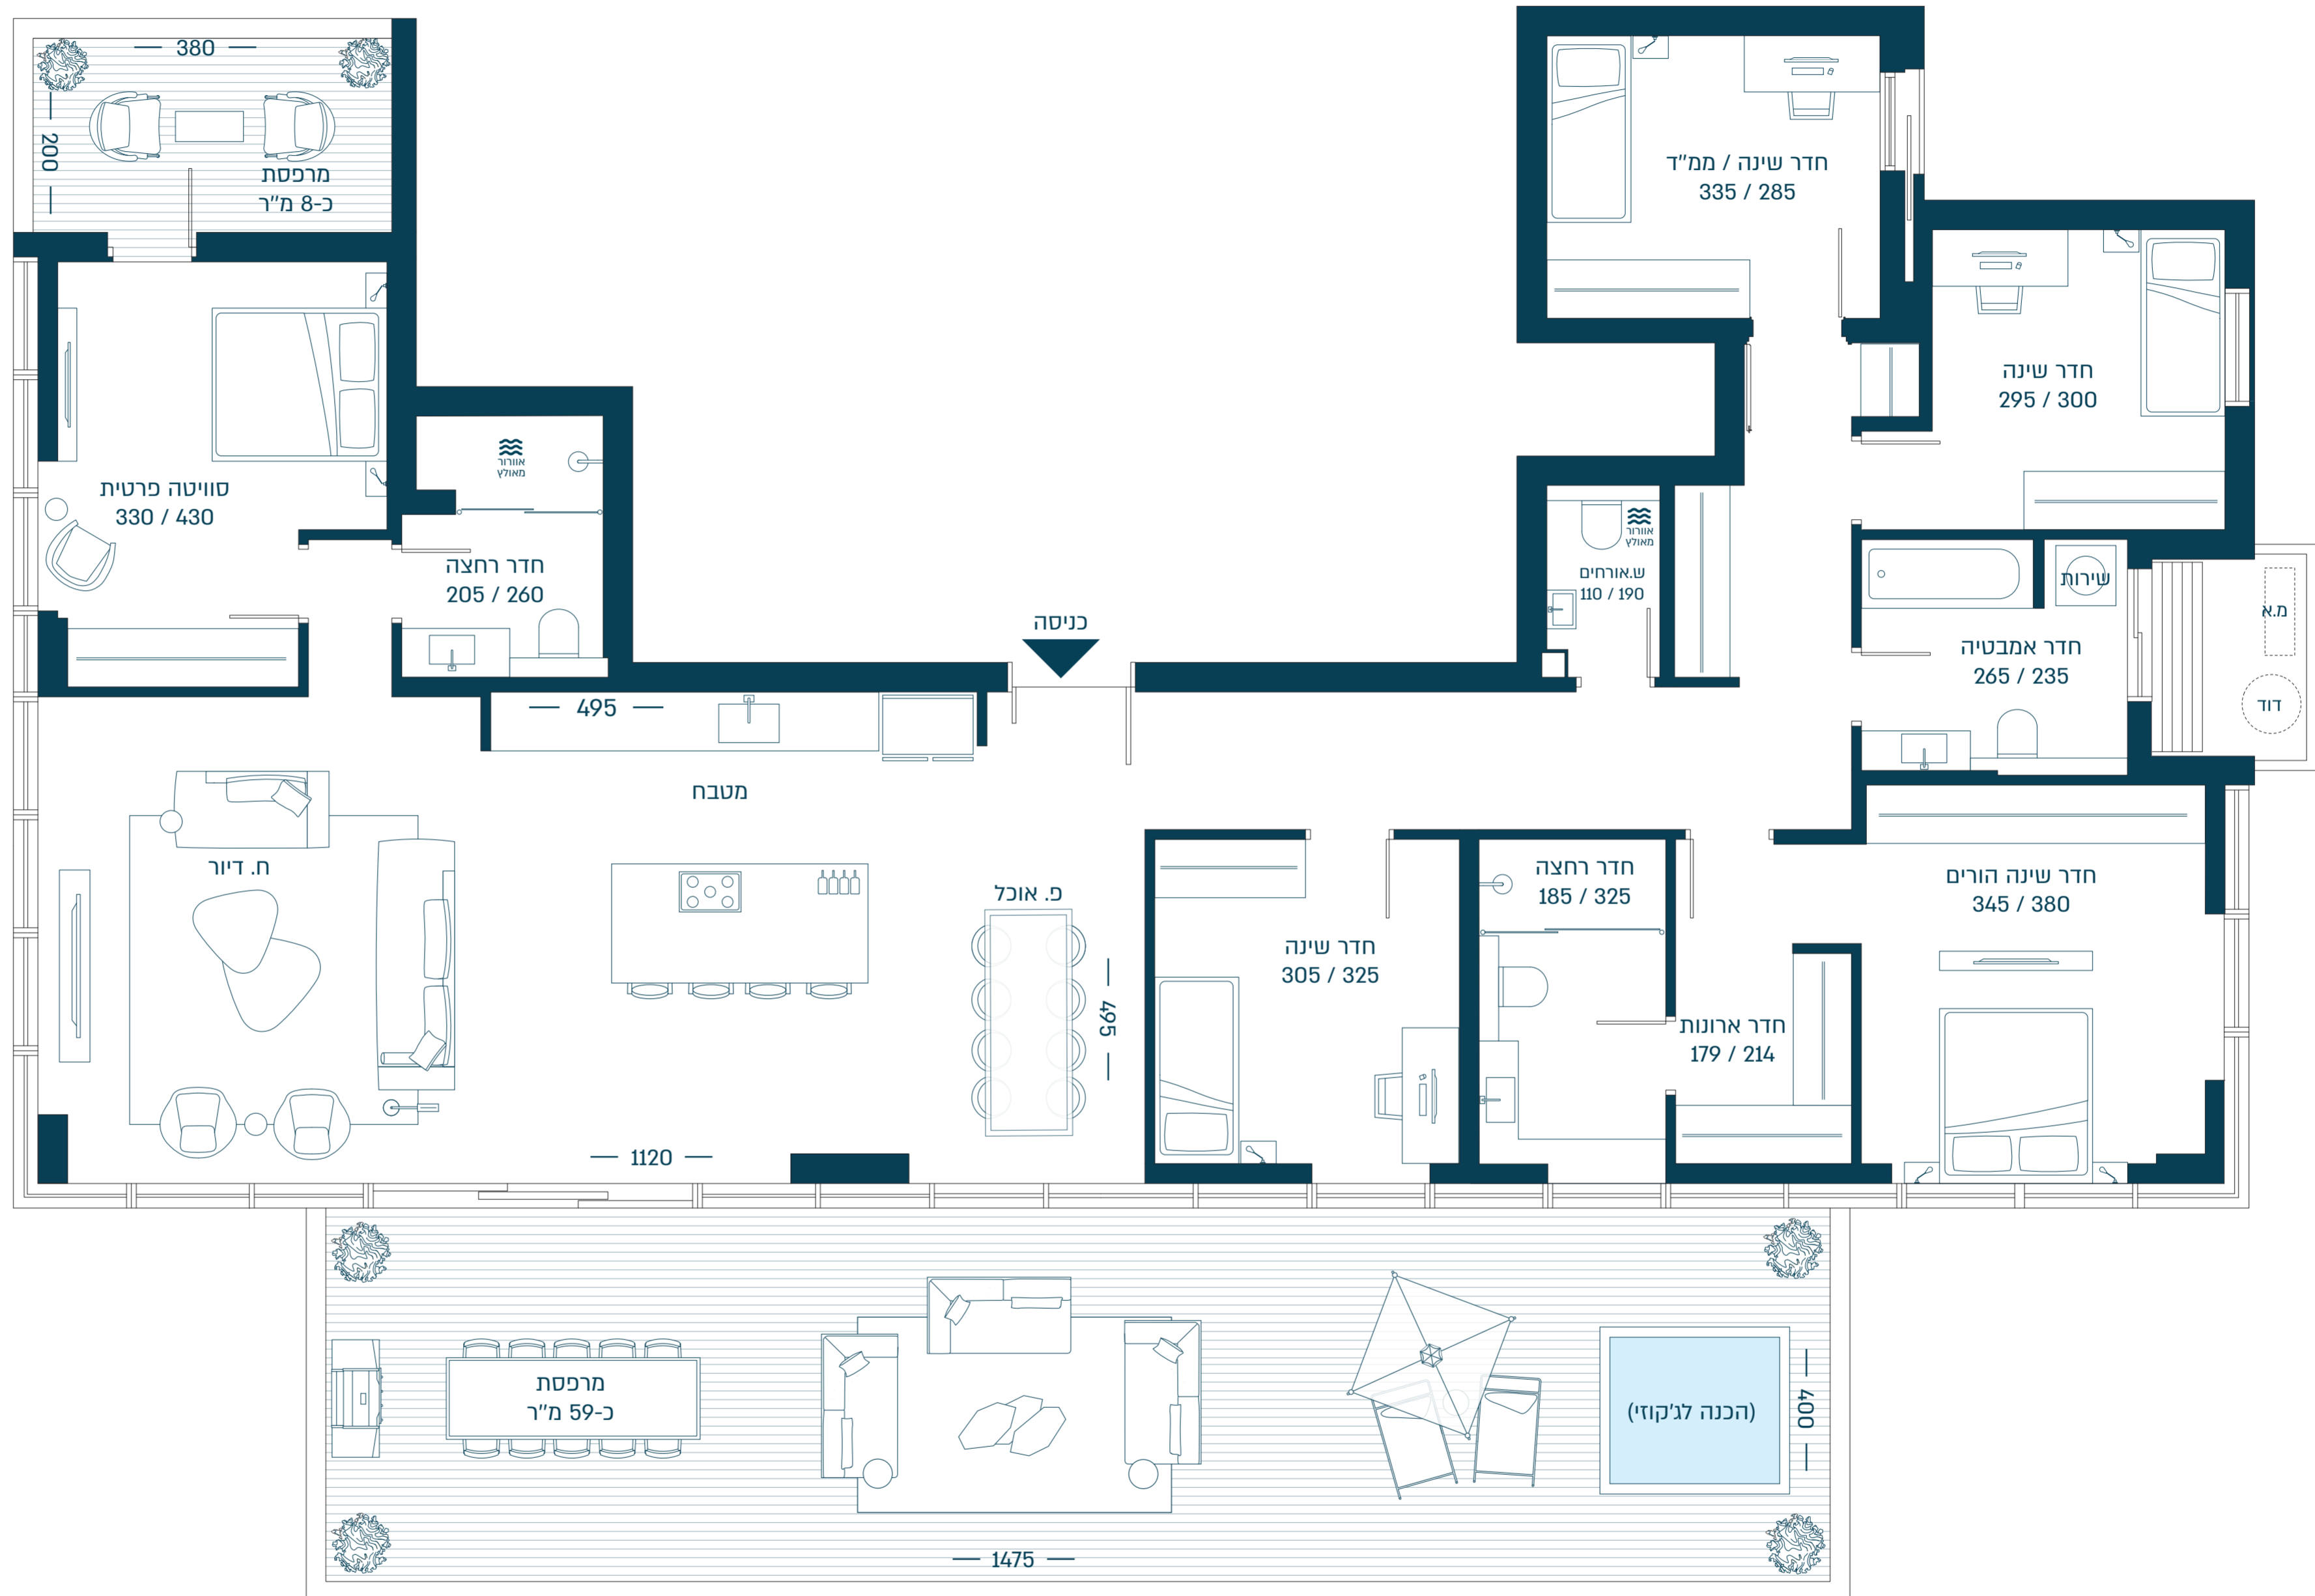 380
200
מרפסת
כ-8 מ"ר
סוויטה פרטית
330 / 430
אוורור
מאולץ
חדר רחצה
205 / 260
כניסה
חדר שינה / ממ"ד
335 / 285
חדר שינה
295 / 300
אוורור
מאולץ
ש.אורחים
110 / 190
שירות
מ.א
דוד
חדר אמבטיה
265 / 235
495
מטבח
ח. דיור
פ. אוכל
495
1120
חדר שינה
305 / 325
חדר רחצה
185 / 325
חדר ארונות
179 / 214
חדר שינה הורים
345 / 380
מרפסת
כ-59 מ"ר
(הכנה לג'קוזי)
400
1475